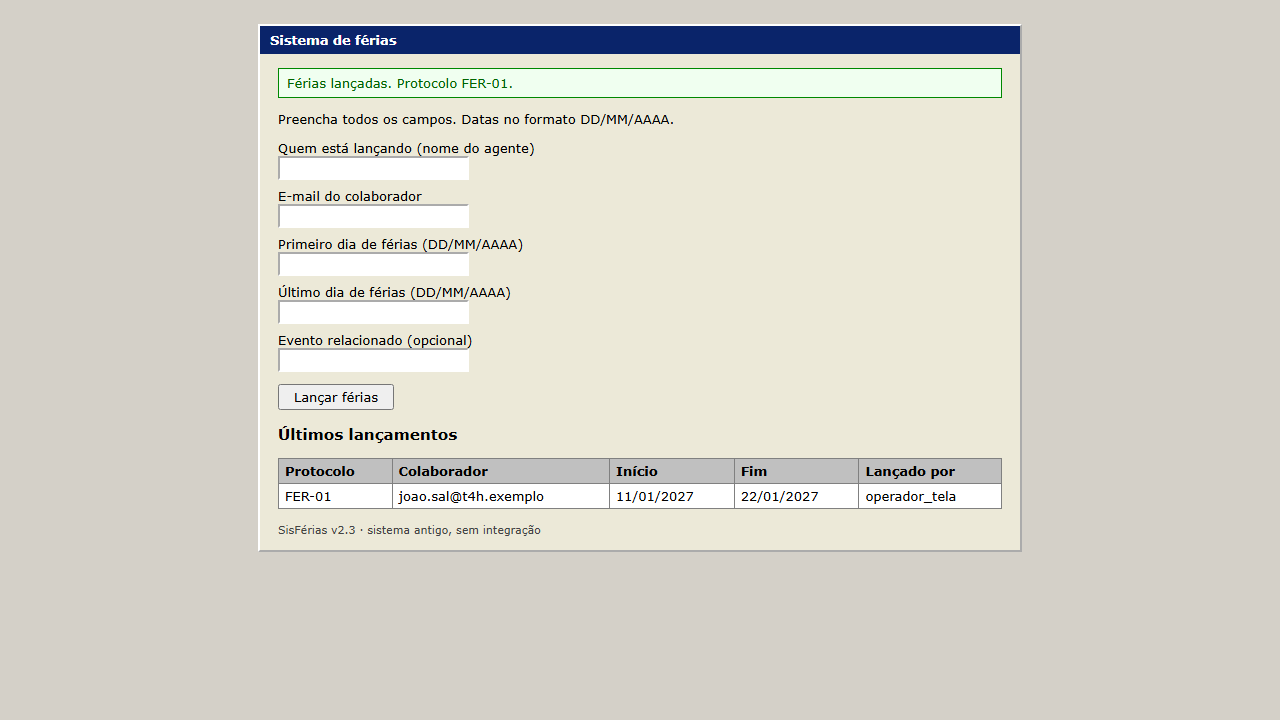 Sistema de férias
Férias lançadas. Protocolo FER-01.
Preencha todos os campos. Datas no formato DD/MM/AAAA.
Quem está lançando (nome do agente)
E-mail do colaborador
Primeiro dia de férias (DD/MM/AAAA)
Último dia de férias (DD/MM/AAAA)
Evento relacionado (opcional)
Lançar férias
Últimos lançamentos
Protocolo Colaborador Início Fim Lançado por
FER-01 joao.sal@t4h.exemplo 11/01/2027 22/01/2027 operador_tela
SisFérias v2.3 · sistema antigo, sem integração